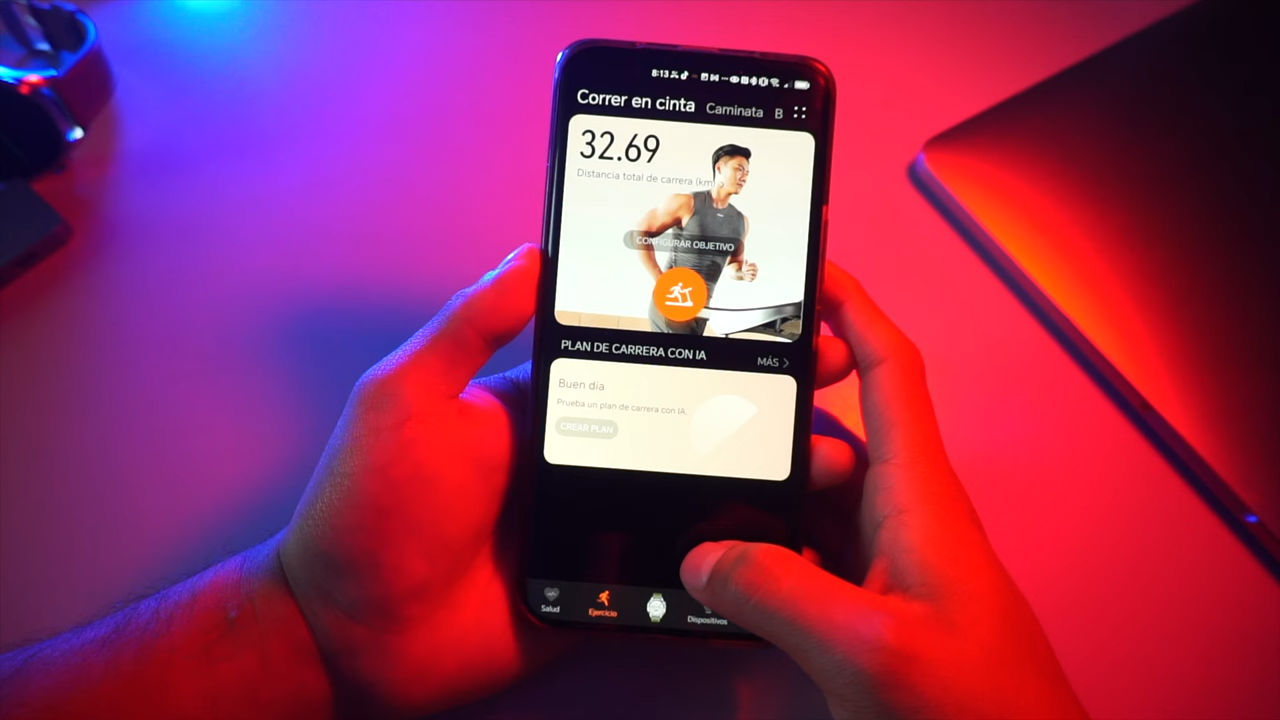 8:13
Correr en cinta Caminata B
32.69
Distancia total de carrera (km)
CONFIGURAR OBJETIVO
PLAN DE CARRERA CON IA MÁS
Buen día
Prueba un plan de carrera con IA.
CREAR PLAN
Salud Ejercicio Dispositivos